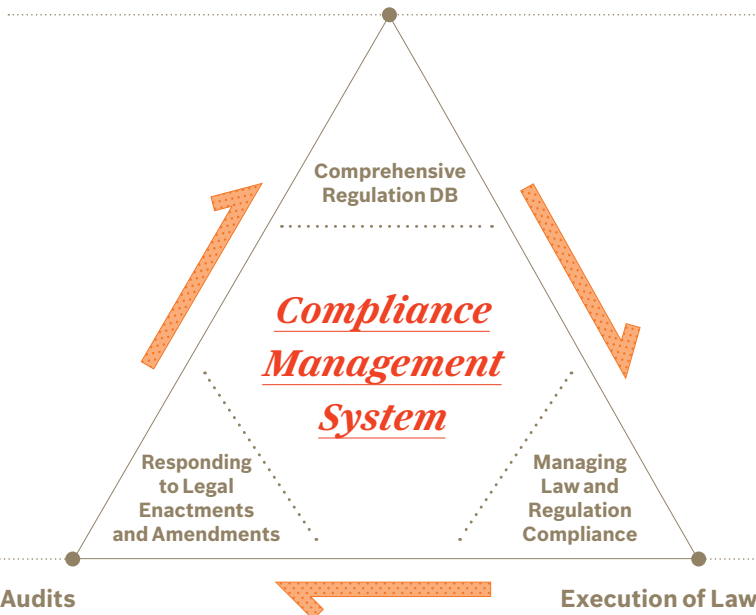 Comprehensive
Regulation DB
Compliance
Management
System
Responding
to Legal
Enactments
and Amendments
Managing
Law and
Regulation
Compliance
Audits
Execution of Law